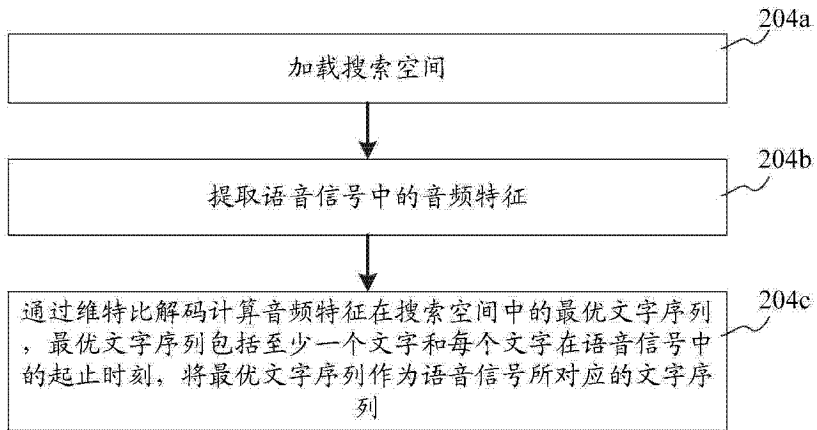 204a
加载搜索空间
204b
提取语音信号中的音频特征
204c
通过维特比解码计算音频特征在搜索空间中的最优文字序列
，最优文字序列包括至少一个文字和每个文字在语音信号中
的起止时刻，将最优文字序列作为语音信号所对应的文字序
列